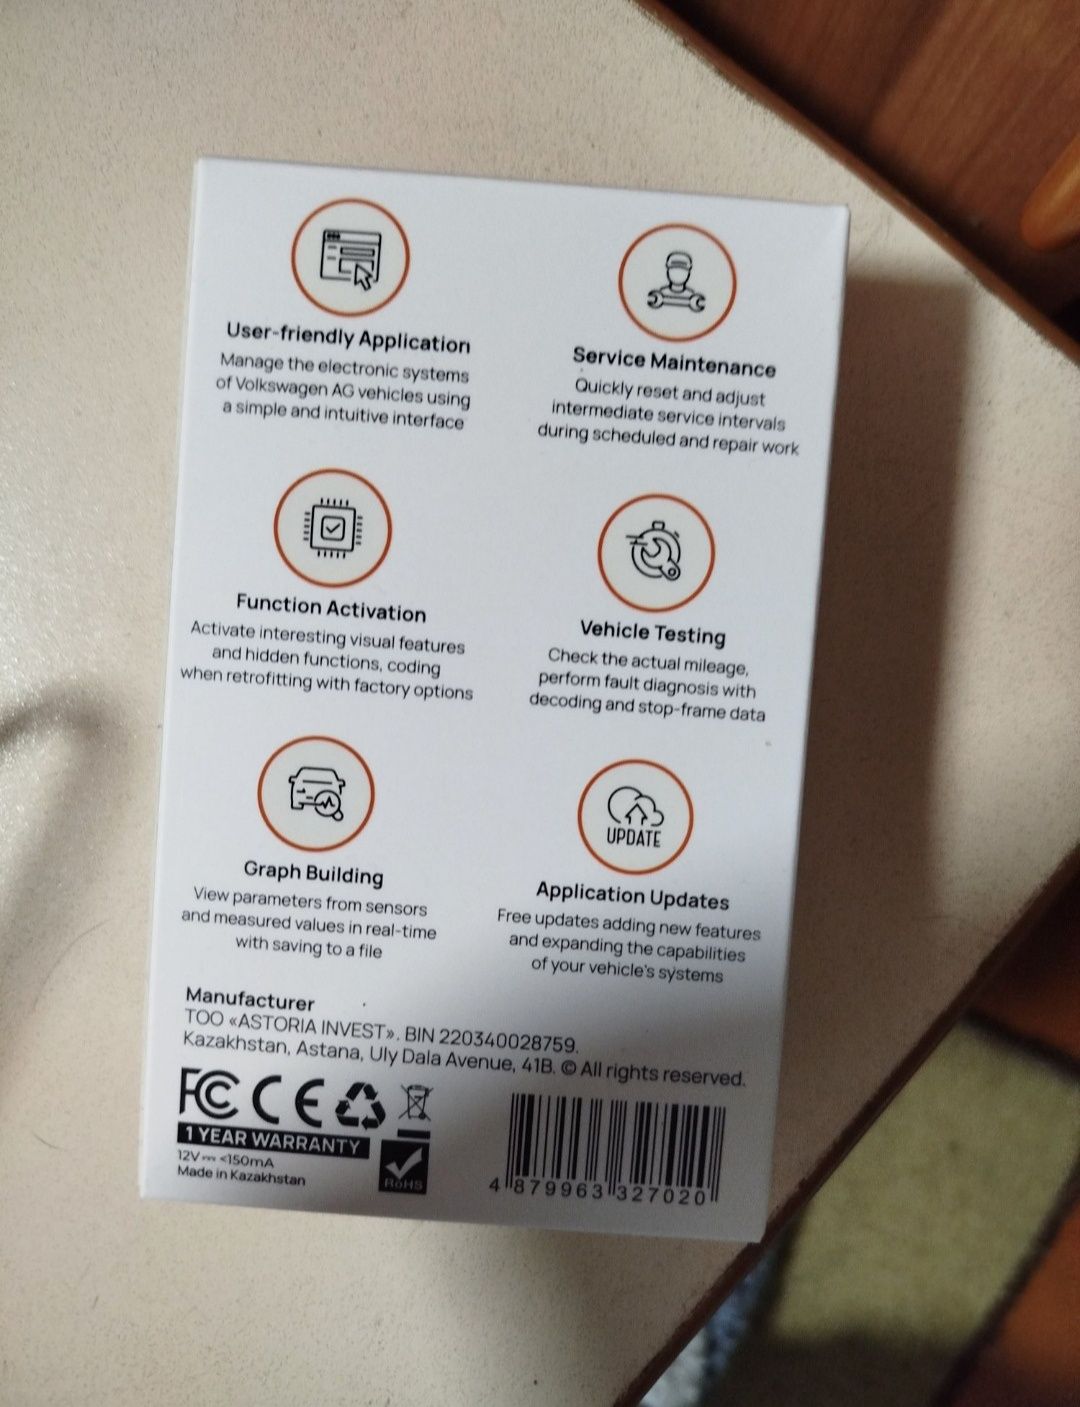 User-friendly Application
Manage the electronic systems
of Volkswagen AG vehicles using
a simple and intuitive interface
Service Maintenance
Quickly reset and adjust
intermediate service intervals
during scheduled and repair work
Function Activation
Activate interesting visual features
and hidden functions, coding
when retrofitting with factory options
Vehicle Testing
Check the actual mileage,
perform fault diagnosis with
decoding and stop-frame data
Graph Building
View parameters from sensors
and measured values in real-time
with saving to a file
UPDATE
Application Updates
Free updates adding new features
and expanding the capabilities
of your vehicle's systems
Manufacturer
TOO «ASTORIA INVEST». BIN 220340028759.
Kazakhstan, Astana, Uly Dala Avenue, 41B. © All rights reserved.
FC CE
1 YEAR WARRANTY
12V⎓ <150mA
Made in Kazakhstan
RoHS
4 879963 327020